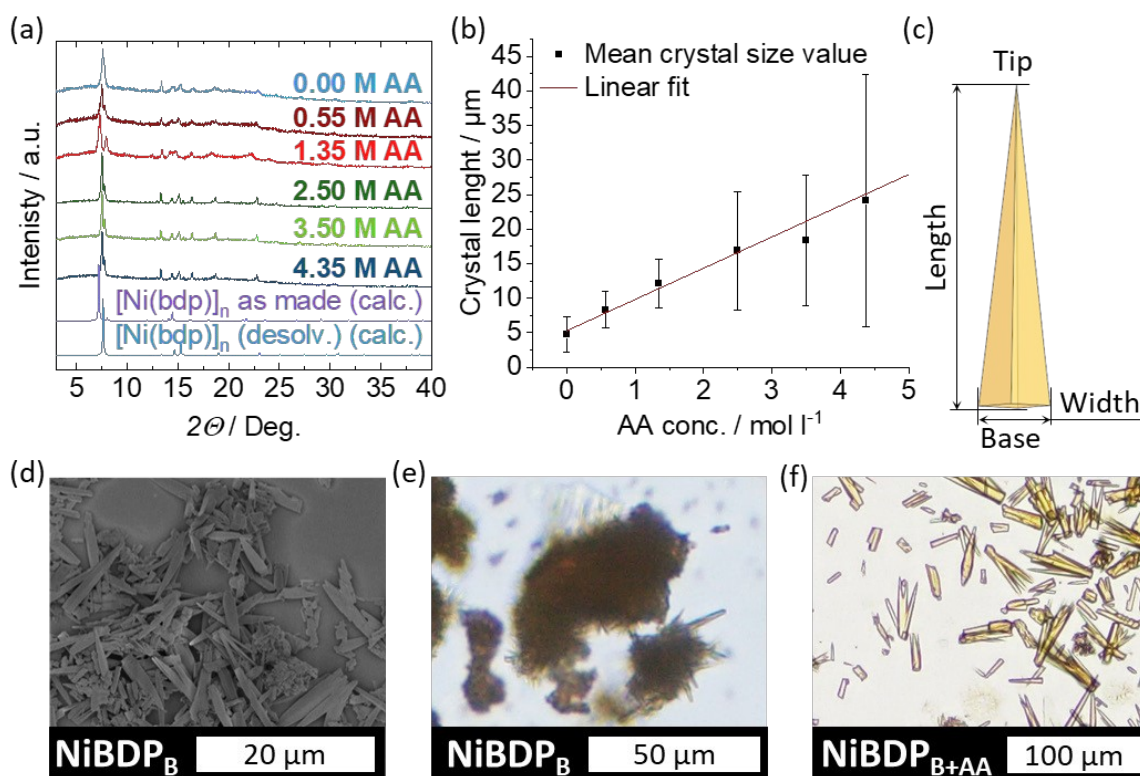 (a)
Intenisty / a.u.
0.00 M AA
0.55 M AA
1.35 M AA
2.50 M AA
3.50 M AA
4.35 M AA
[Ni(bdp)]n as made (calc.)
[Ni(bdp)]n (desolv.) (calc.)
5 10 15 20 25 30 35 40
2Θ / Deg.
(b)
Crystal lenght / µm
45
40
35
30
25
20
15
10
5
0
Mean crystal size value
Linear fit
0 1 2 3 4 5
AA conc. / mol l-1
(c)
Tip
Length
Width
Base
(d)
NiBDPB 20 µm
(e)
NiBDPB 50 µm
(f)
NiBDPB+AA 100 µm